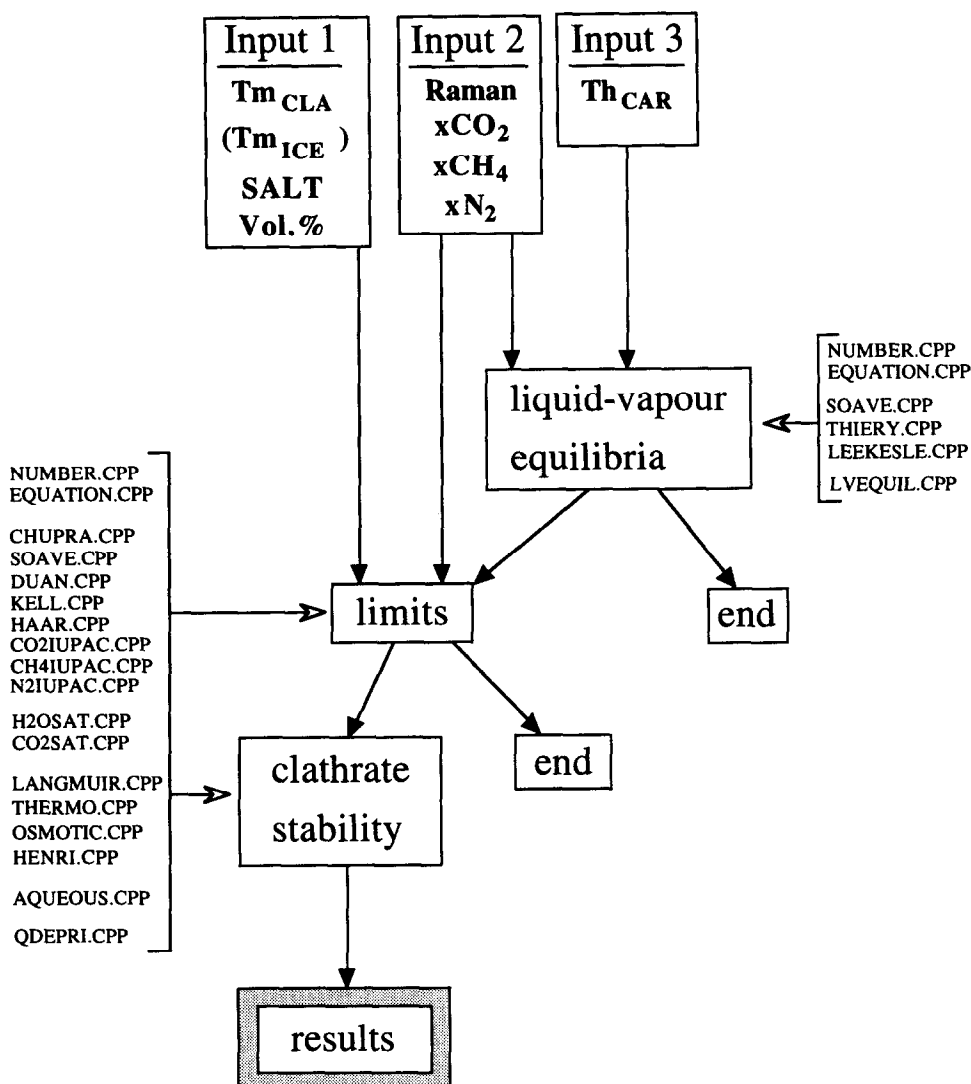 Input 1
Tm CLA
(Tm ICE )
SALT
Vol.%
Input 2
Raman
xCO2
xCH4
xN2
Input 3
Th CAR
liquid-vapour
equilibria
NUMBER.CPP
EQUATION.CPP
SOAVE.CPP
THIERY.CPP
LEEKESLE.CPP
LVEQUIL.CPP
NUMBER.CPP
EQUATION.CPP
CHUPRA.CPP
SOAVE.CPP
DUAN.CPP
KELL.CPP
HAAR.CPP
CO2IUPAC.CPP
CH4IUPAC.CPP
N2IUPAC.CPP
H2OSAT.CPP
CO2SAT.CPP
LANGMUIR.CPP
THERMO.CPP
OSMOTIC.CPP
HENRI.CPP
AQUEOUS.CPP
QDEPRI.CPP
limits
end
clathrate
stability
end
results